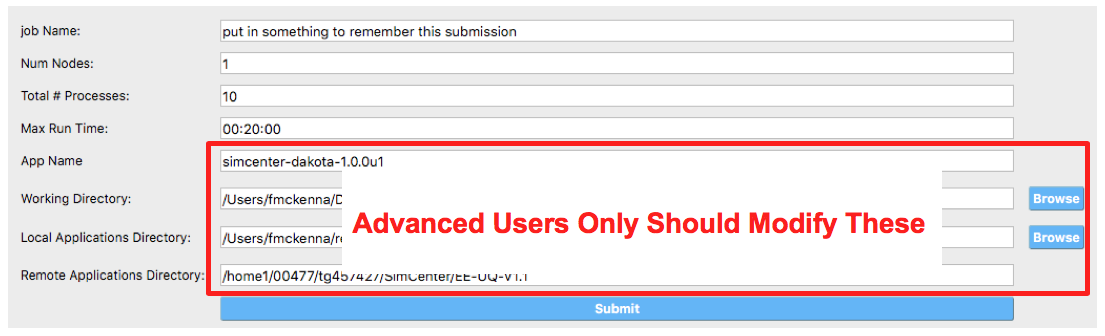 job Name: put in something to remember this submission
Num Nodes: 1
Total # Processes: 10
Max Run Time: 00:20:00
App Name simcenter-dakota-1.0.0u1
Working Directory: /Users/fmckenna/D Browse
Advanced Users Only Should Modify These
Local Applications Directory: /Users/fmckenna/re Browse
Remote Applications Directory: /home1/00477/tg457427/SimCenter/EE-UQ-V1.1
Submit